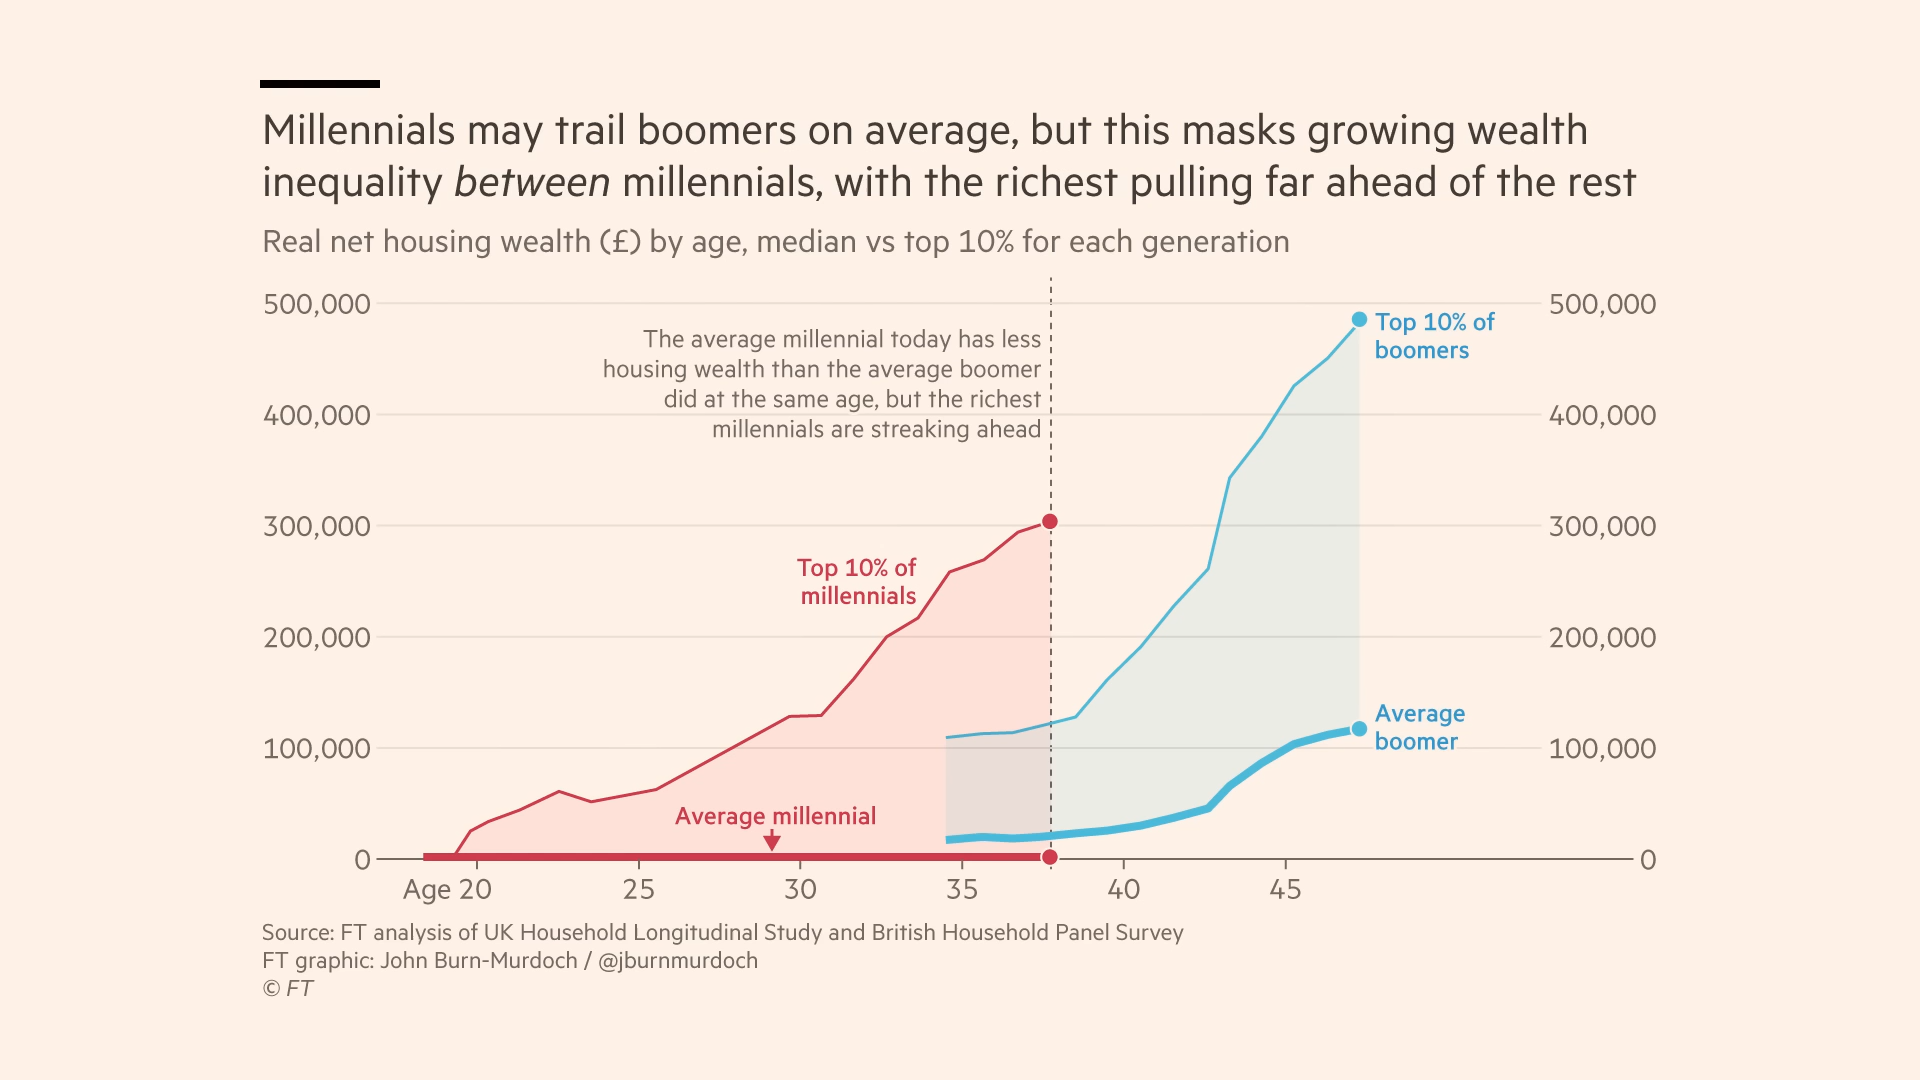 Millennials may trail boomers on average, but this masks growing wealth
inequality between millennials, with the richest pulling far ahead of the rest
Real net housing wealth (£) by age, median vs top 10% for each generation
500,000
500,000
The average millennial today has less
housing wealth than the average boomer
did at the same age, but the richest
millennials are streaking ahead
Top 10% of
boomers
400,000
400,000
300,000
300,000
Top 10% of
millennials
200,000
200,000
Average
boomer
100,000
100,000
Average millennial
0
0
Age 20
25
30
35
40
45
Source: FT analysis of UK Household Longitudinal Study and British Household Panel Survey
FT graphic: John Burn-Murdoch / @jburnmurdoch
© FT